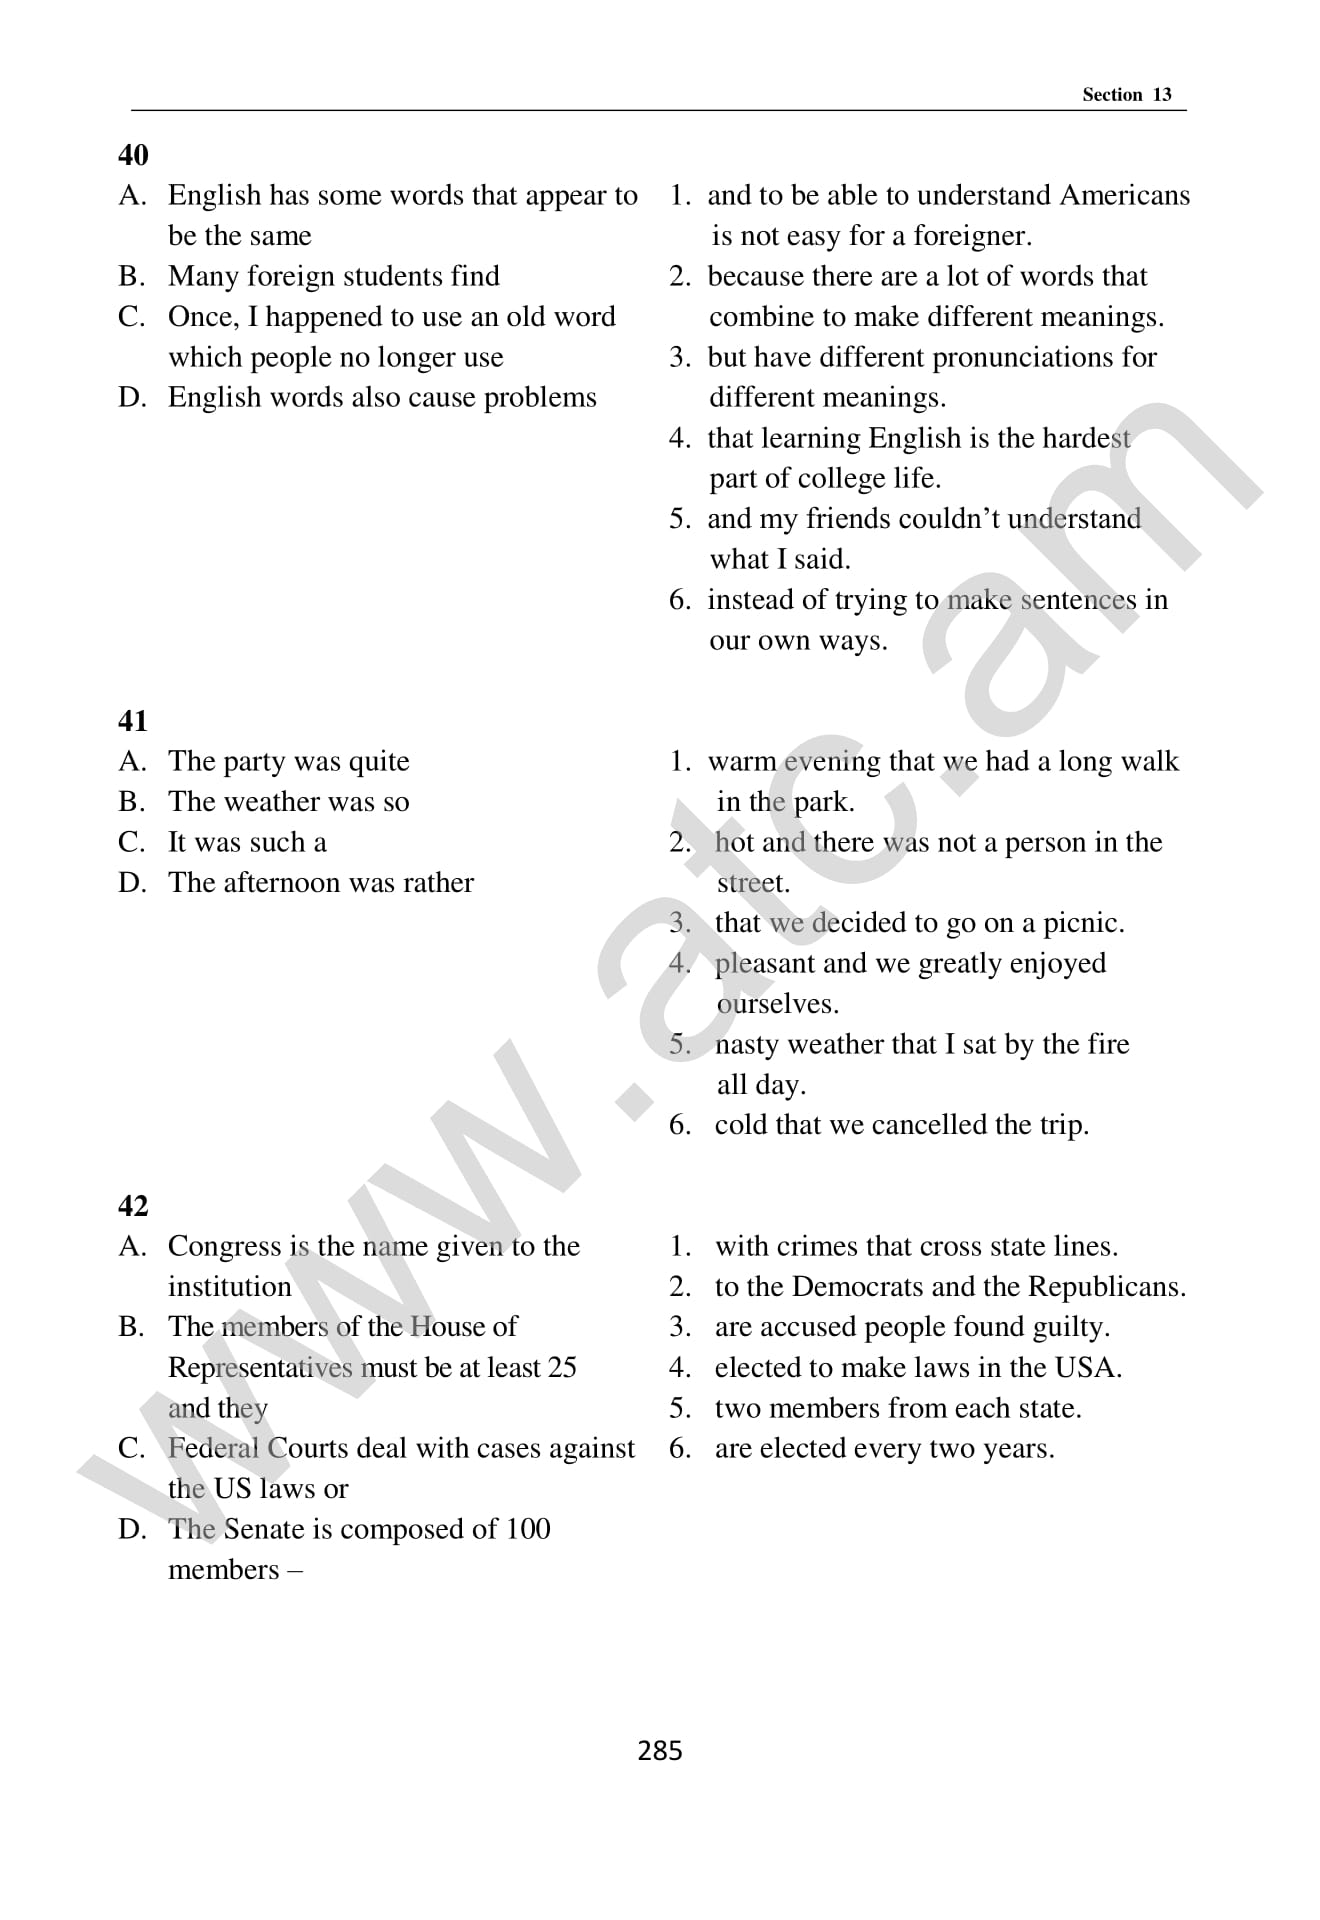 Section 13
40
A. English has some words that appear to
be the same
B. Many foreign students find
C. Once, I happened to use an old word
which people no longer use
D. English words also cause problems
1. and to be able to understand Americans
is not easy for a foreigner.
2. because there are a lot of words that
combine to make different meanings.
3. but have different pronunciations for
different meanings.
4. that learning English is the hardest
part of college life.
5. and my friends couldn’t understand
what I said.
6. instead of trying to make sentences in
our own ways.
41
A. The party was quite
B. The weather was so
C. It was such a
D. The afternoon was rather
1. warm evening that we had a long walk
in the park.
2. hot and there was not a person in the
street.
3. that we decided to go on a picnic.
4. pleasant and we greatly enjoyed
ourselves.
5. nasty weather that I sat by the fire
all day.
6. cold that we cancelled the trip.
42
A. Congress is the name given to the
institution
B. The members of the House of
Representatives must be at least 25
and they
C. Federal Courts deal with cases against
the US laws or
D. The Senate is composed of 100
members –
1. with crimes that cross state lines.
2. to the Democrats and the Republicans.
3. are accused people found guilty.
4. elected to make laws in the USA.
5. two members from each state.
6. are elected every two years.
285
www.atc.am